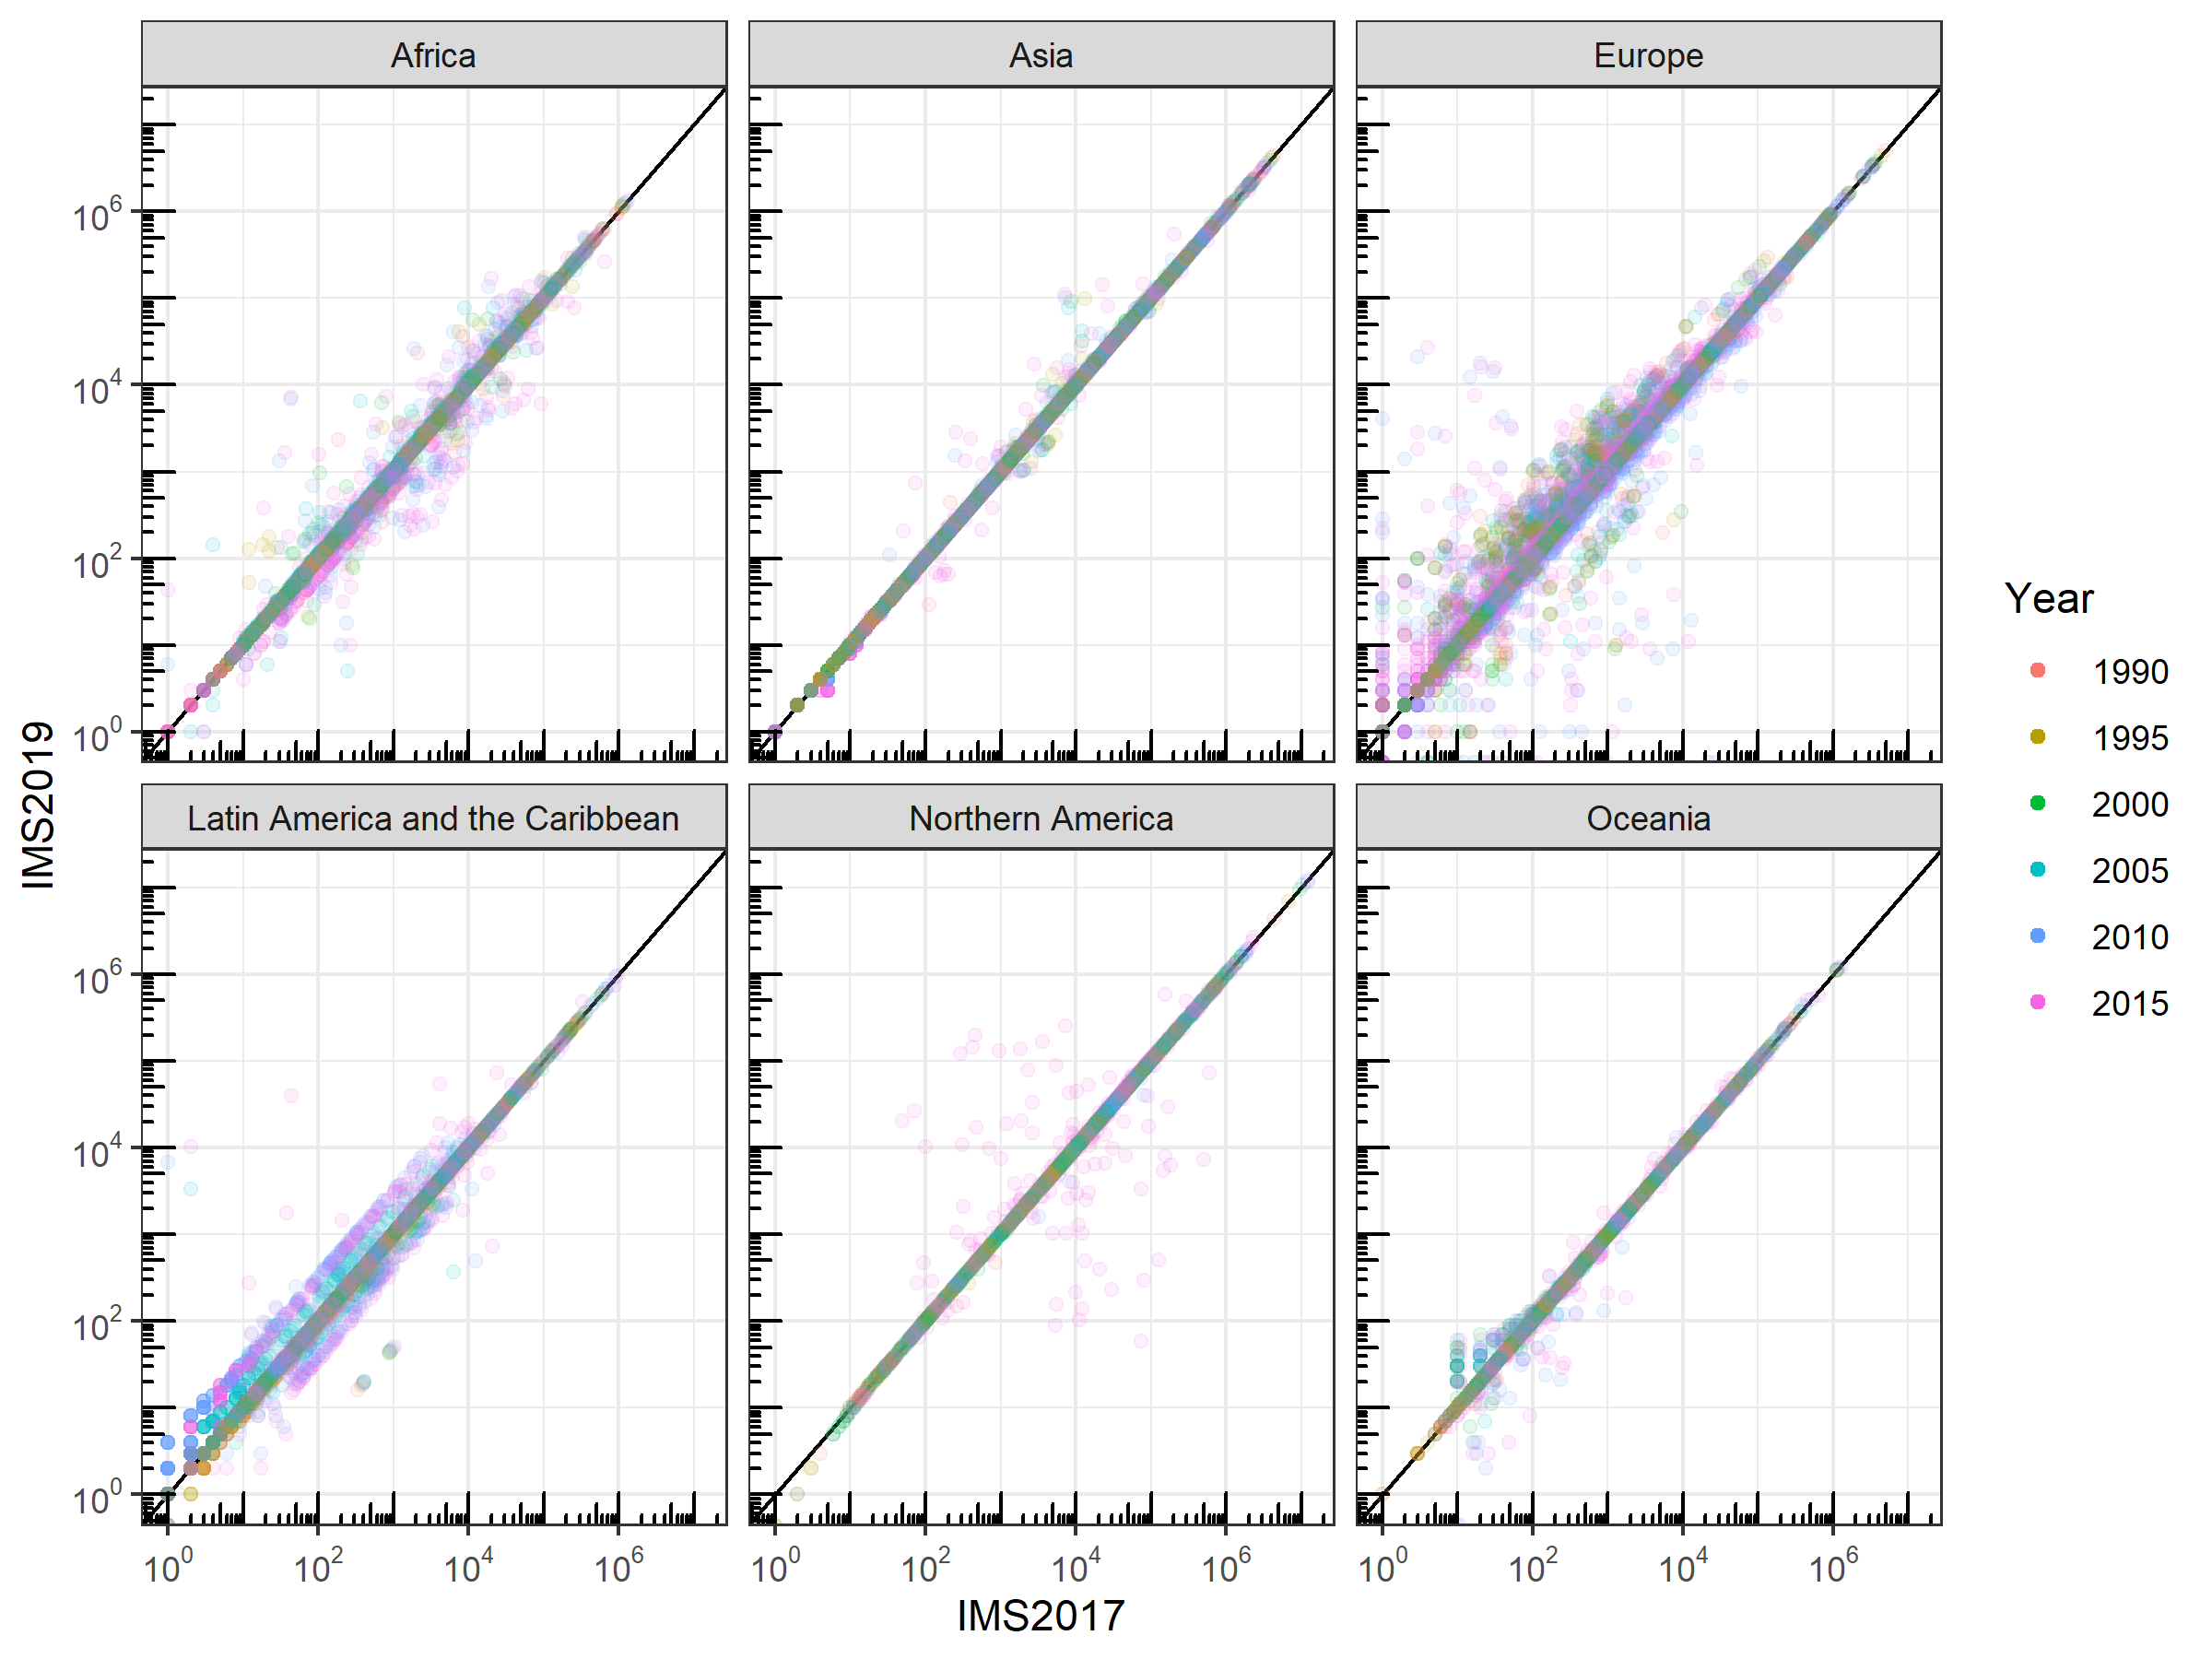 Africa
Asia
Europe
10^6
10^4
10^2
10^0
Latin America and the Caribbean
Northern America
Oceania
10^6
10^4
10^2
10^0
10^0 10^2 10^4 10^6
10^0 10^2 10^4 10^6
10^0 10^2 10^4 10^6
IMS2017
IMS2019
Year
1990
1995
2000
2005
2010
2015